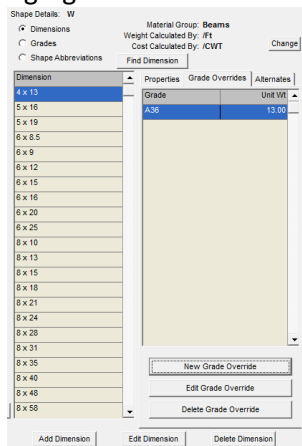 Shape Details: W
Dimensions
Grades
Shape Abbreviations
Material Group: Beams
Weight Calculated By: /Ft
Cost Calculated By: /CWT
Change
Find Dimension
Dimension
4 x 13
5 x 16
5 x 19
6 x 8.5
6 x 9
6 x 12
6 x 15
6 x 16
6 x 20
6 x 25
8 x 10
8 x 13
8 x 15
8 x 18
8 x 21
8 x 24
8 x 28
8 x 31
8 x 35
8 x 40
8 x 48
8 x 58
Properties Grade Overrides Alternates
Grade Unit Wt
A36 13.00
New Grade Override
Edit Grade Override
Delete Grade Override
Add Dimension Edit Dimension Delete Dimension